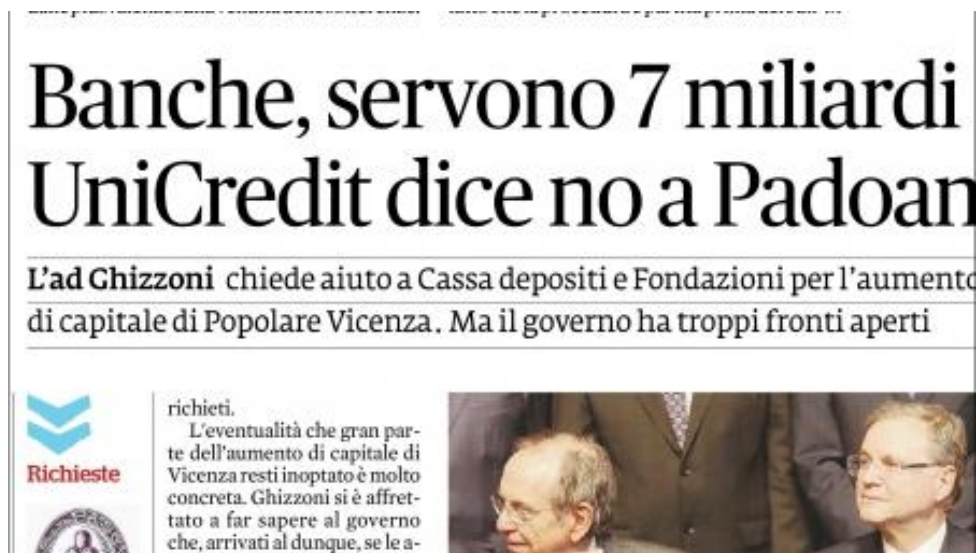 Banche, servono 7 miliardi
UniCredit dice no a Padoan
L'ad Ghizzoni chiede aiuto a Cassa depositi e Fondazioni per l'aumento
di capitale di Popolare Vicenza. Ma il governo ha troppi fronti aperti
Richieste
richieti.
L'eventualità che gran par-
te dell'aumento di capitale di
Vicenza resti inoptato è molto
concreta. Ghizzoni si è affret-
tato a far sapere al governo
che, arrivati al dunque, se le a-